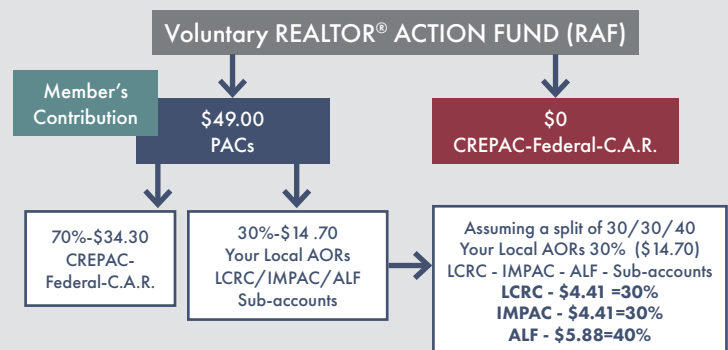 Voluntary REALTOR® ACTION FUND (RAF)
Member's
Contribution
$49.00
PACs
$0
CREPAC-Federal-C.A.R.
70%-$34.30
CREPAC-
Federal-C.A.R.
30%-$14 .70
Your Local AORs
LCRC/IMPAC/ALF
Sub-accounts
Assuming a split of 30/30/40
Your Local AORs 30% ($14.70)
LCRC - IMPAC - ALF - Sub-accounts
LCRC - $4.41 =30%
IMPAC - $4.41=30%
ALF - $5.88=40%